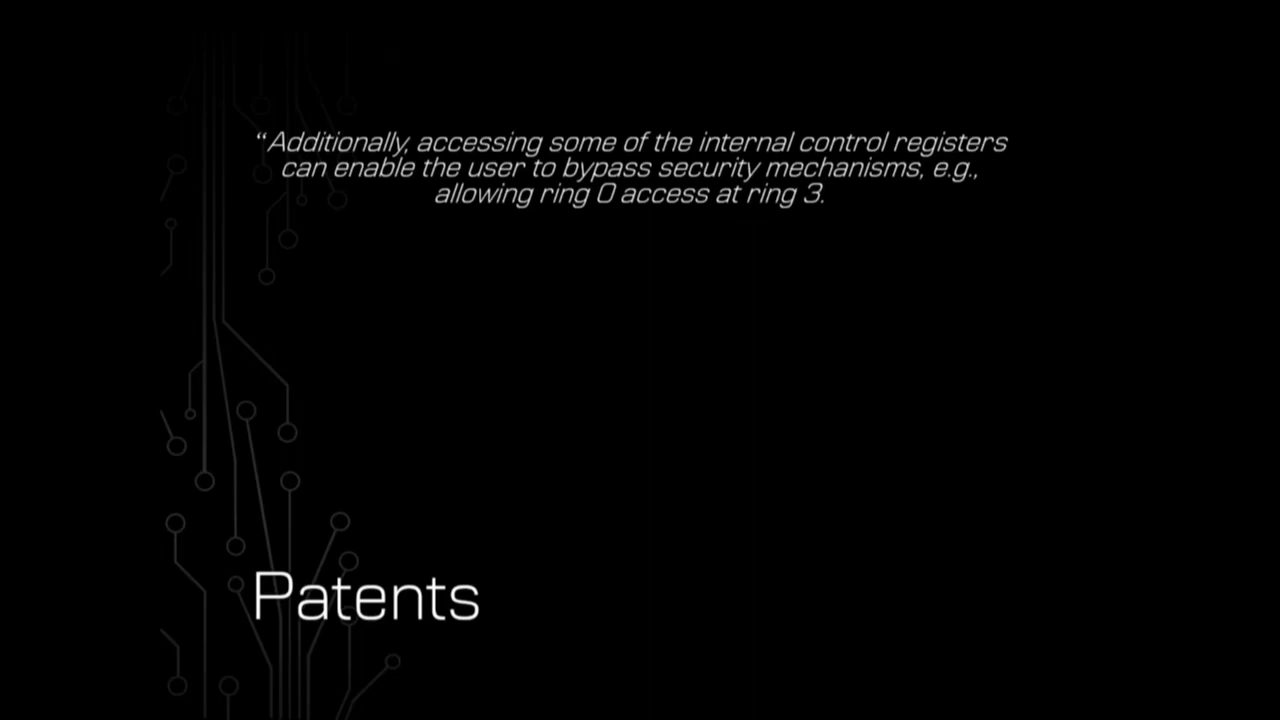 “Additionally, accessing some of the internal control registers
can enable the user to bypass security mechanisms, e.g.,
allowing ring 0 access at ring 3.
Patents